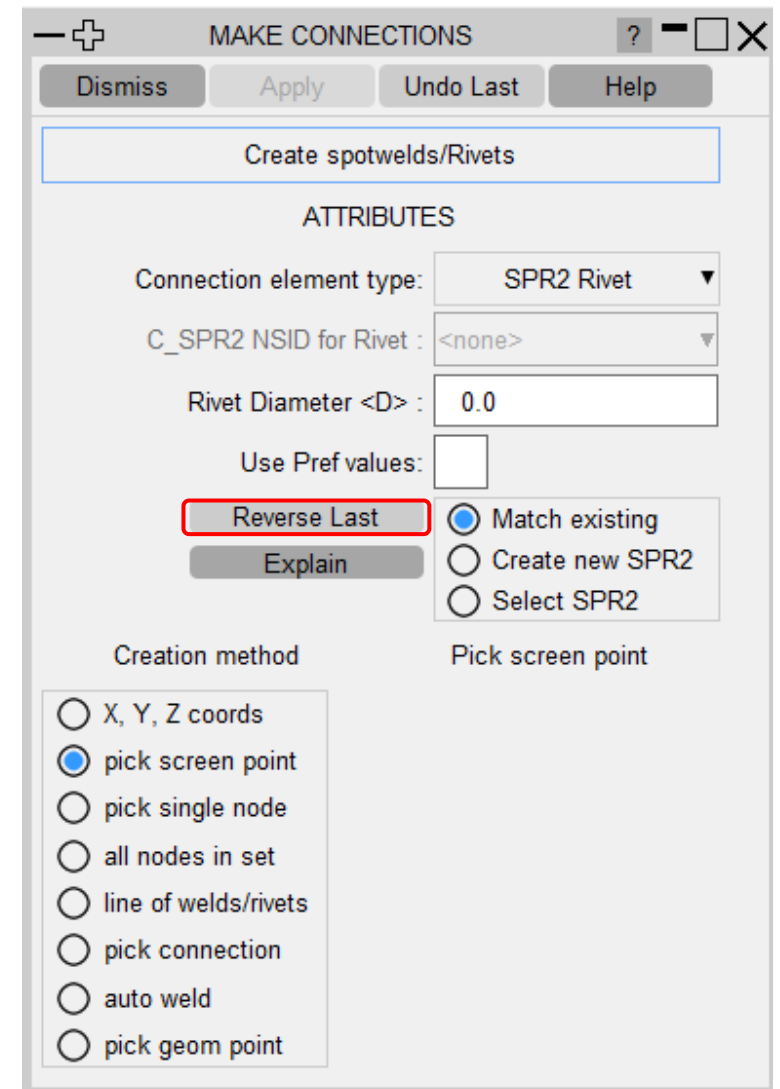 MAKE CONNECTIONS ?
Dismiss Apply Undo Last Help
Create spotwelds/Rivets
ATTRIBUTES
Connection element type: SPR2 Rivet
C_SPR2 NSID for Rivet : <none>
Rivet Diameter <D> : 0.0
Use Pref values:
Reverse Last Match existing
Explain Create new SPR2
Select SPR2
Creation method Pick screen point
X, Y, Z coords
pick screen point
pick single node
all nodes in set
line of welds/rivets
pick connection
auto weld
pick geom point